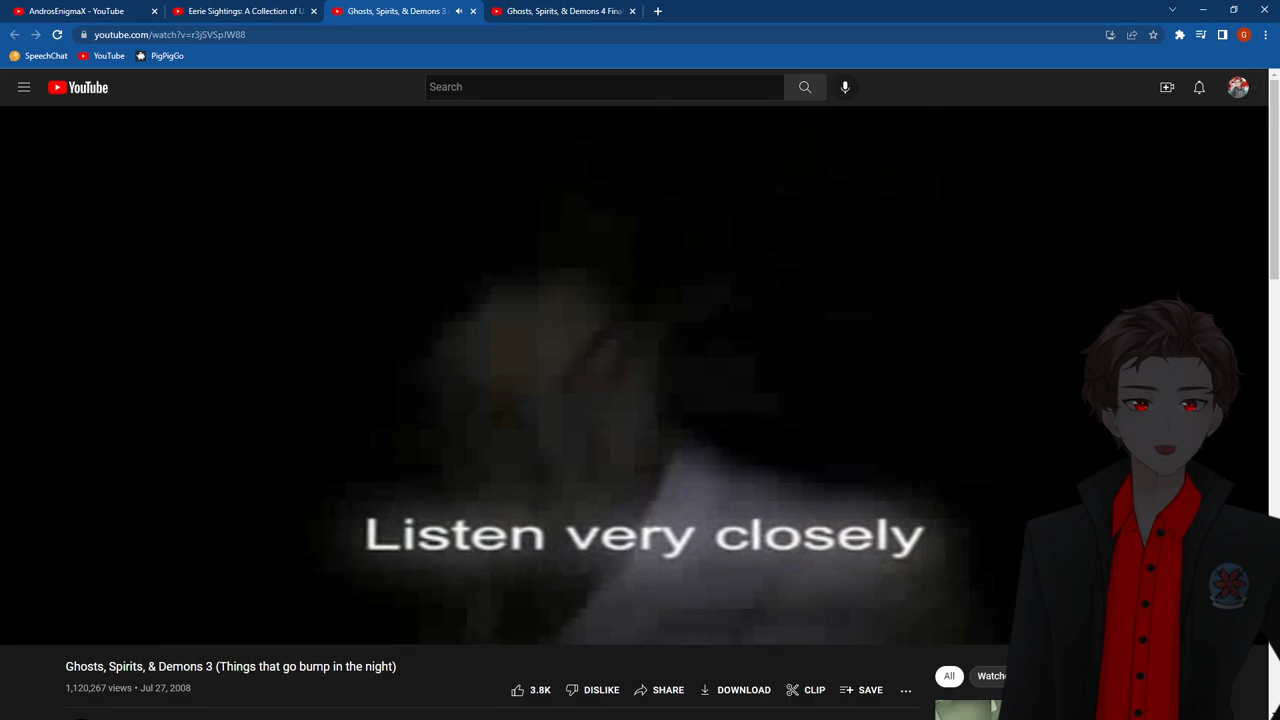 AndrosEnigmaX - YouTube
Eerie Sightings: A Collection of U
Ghosts, Spirits, & Demons 3
Ghosts, Spirits, & Demons 4 Final
youtube.com/watch?v=r3jSVSpJW88
G
SpeechChat
YouTube
PigPigGo
YouTube
Search
Listen very closely
Ghosts, Spirits, & Demons 3 (Things that go bump in the night)
1,120,267 views • Jul 27, 2008
3.8K
DISLIKE
SHARE
DOWNLOAD
CLIP
SAVE
All
Watche